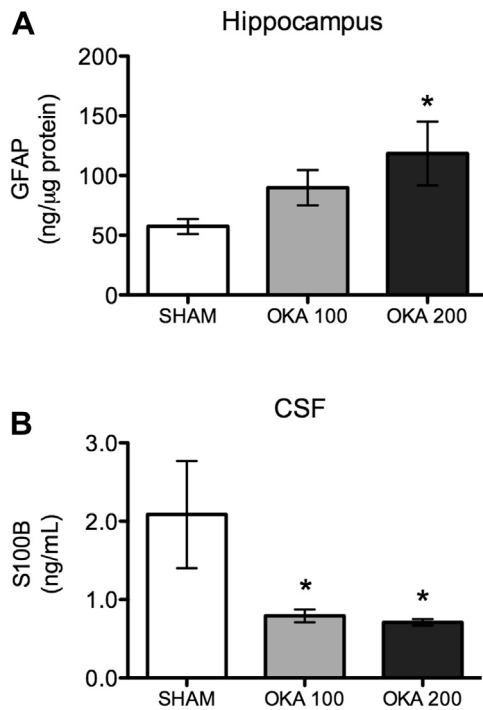 A
Hippocampus
GFAP
(ng/µg protein)
200
150
100
50
0
*
SHAM
OKA 100
OKA 200
B
CSF
S100B
(ng/mL)
3.0
2.0
1.0
0.0
*
*
SHAM
OKA 100
OKA 200